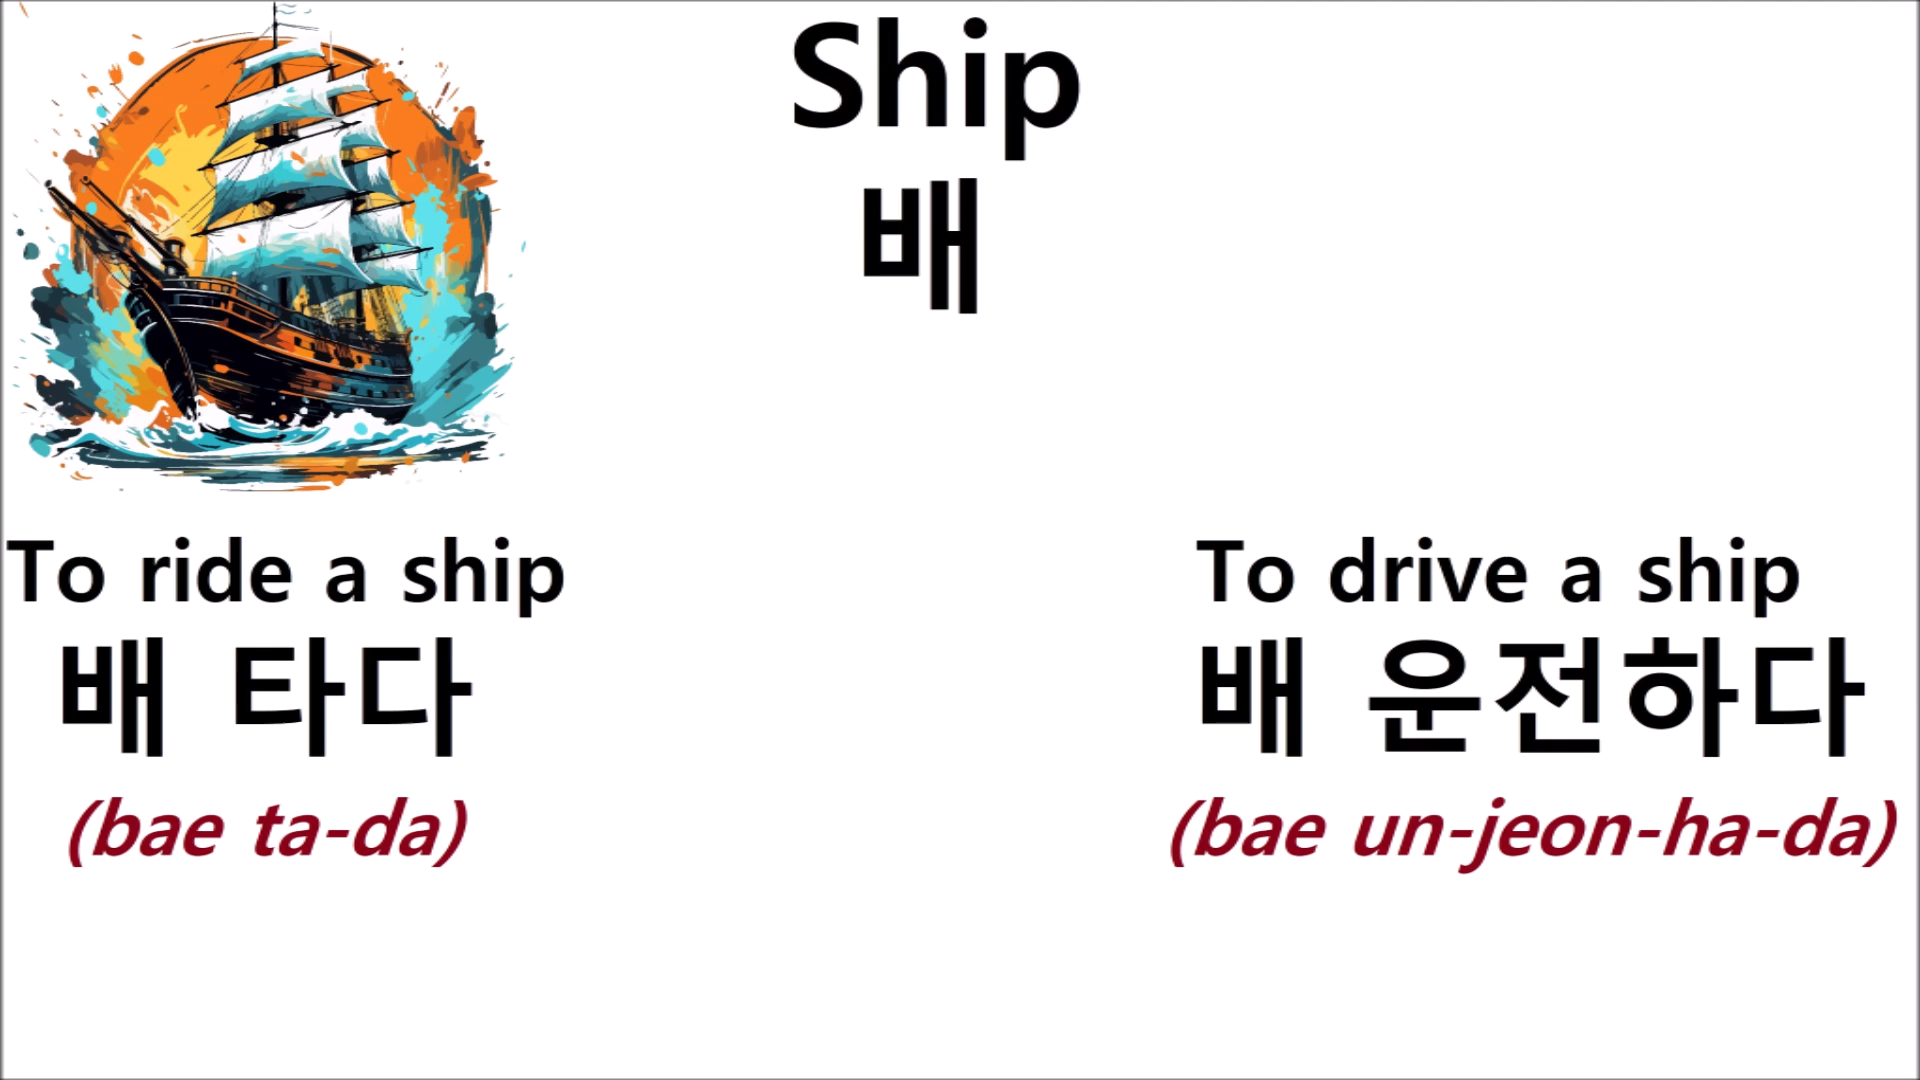 Ship
배
To ride a ship
배 타다
(bae ta-da)
To drive a ship
배 운전하다
(bae un-jeon-ha-da)